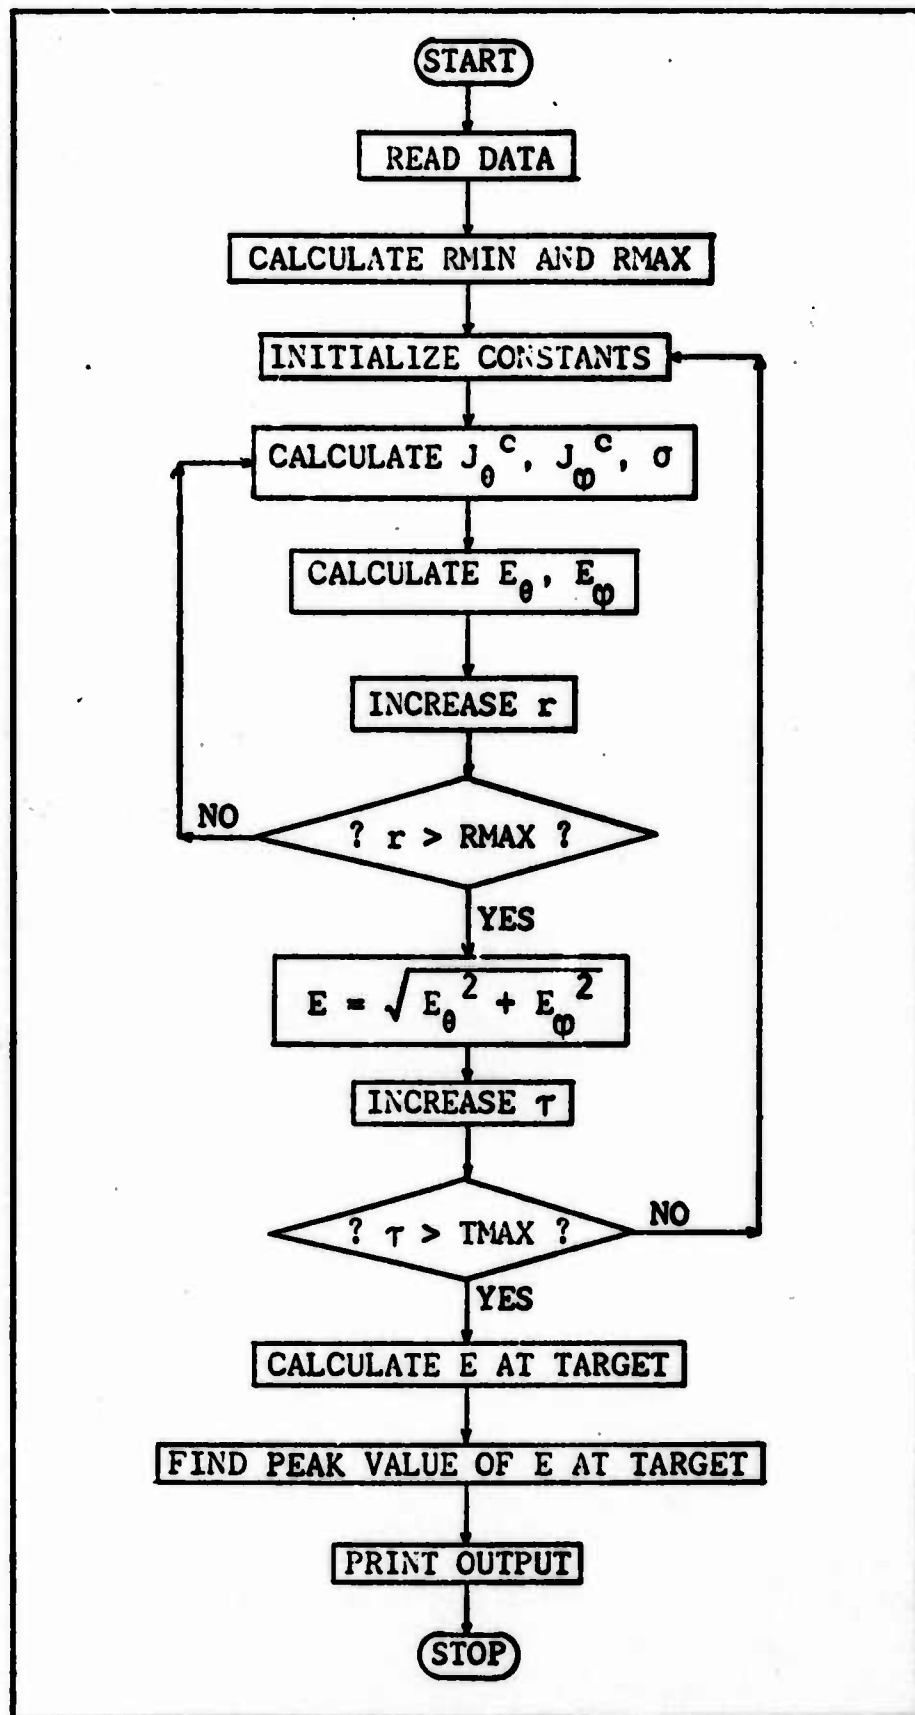 START
READ DATA
CALCULATE RMIN AND RMAX
INITIALIZE CONSTANTS
CALCULATE J_θ^c, J_φ^c, σ
CALCULATE E_θ, E_φ
INCREASE r
? r > RMAX ?
NO
YES
E = √(E_θ^2 + E_φ^2)
INCREASE τ
? τ > TMAX ?
NO
YES
CALCULATE E AT TARGET
FIND PEAK VALUE OF E AT TARGET
PRINT OUTPUT
STOP